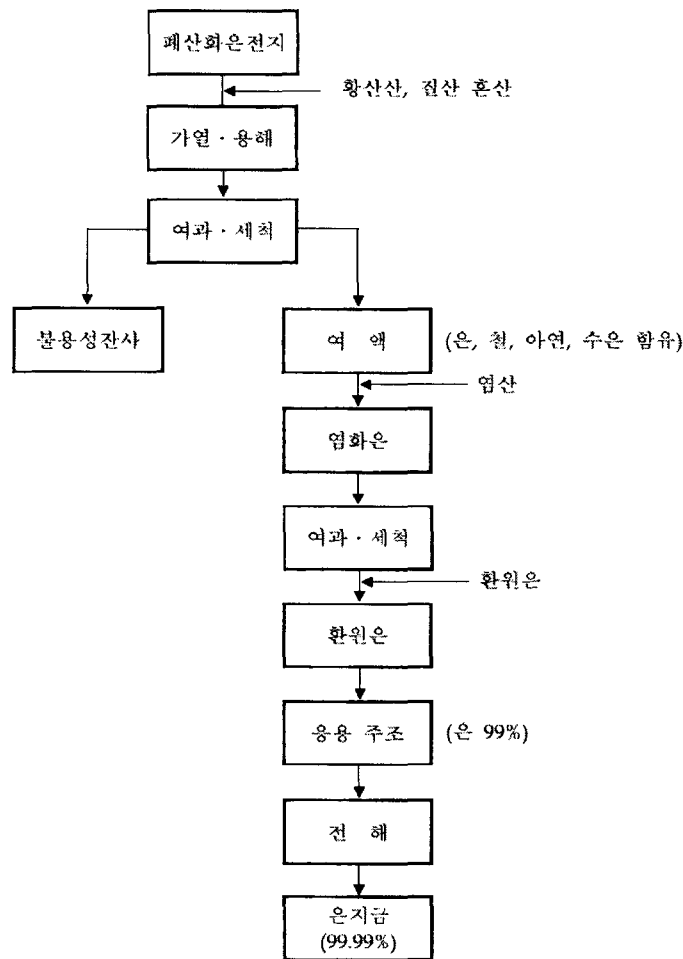 폐산화은전지
황산산, 질산 혼산
가열 · 용해
여과 · 세척
불용성잔사
여 액 (은, 철, 아연, 수은 함유)
염산
염화은
여과 · 세척
환원은
환원은
응용 주조 (은 99%)
전 해
은지금
(99.99%)